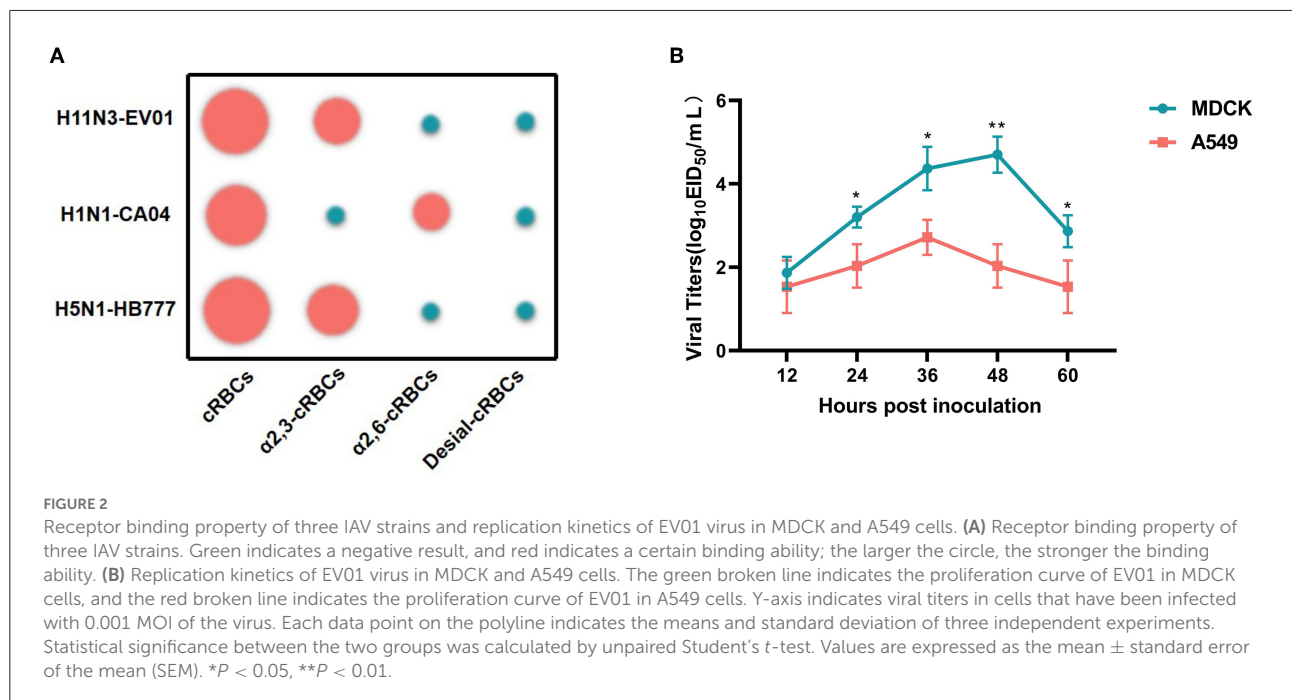 A
H11N3-EV01
H1N1-CA04
H5N1-HB777
cRBCs
α2,3-cRBCs
α2,6-cRBCs
Desial-cRBCs
B
Viral Titers(log10EID50/m L)
6
4
2
0
*
*
**
*
12 24 36 48 60
Hours post inoculation
MDCK
A549
FIGURE 2
Receptor binding property of three IAV strains and replication kinetics of EV01 virus in MDCK and A549 cells. (A) Receptor binding property of
three IAV strains. Green indicates a negative result, and red indicates a certain binding ability; the larger the circle, the stronger the binding
ability. (B) Replication kinetics of EV01 virus in MDCK and A549 cells. The green broken line indicates the proliferation curve of EV01 in MDCK
cells, and the red broken line indicates the proliferation curve of EV01 in A549 cells. Y-axis indicates viral titers in cells that have been infected
with 0.001 MOI of the virus. Each data point on the polyline indicates the means and standard deviation of three independent experiments.
Statistical significance between the two groups was calculated by unpaired Student's t-test. Values are expressed as the mean ± standard error
of the mean (SEM). *P < 0.05, **P < 0.01.